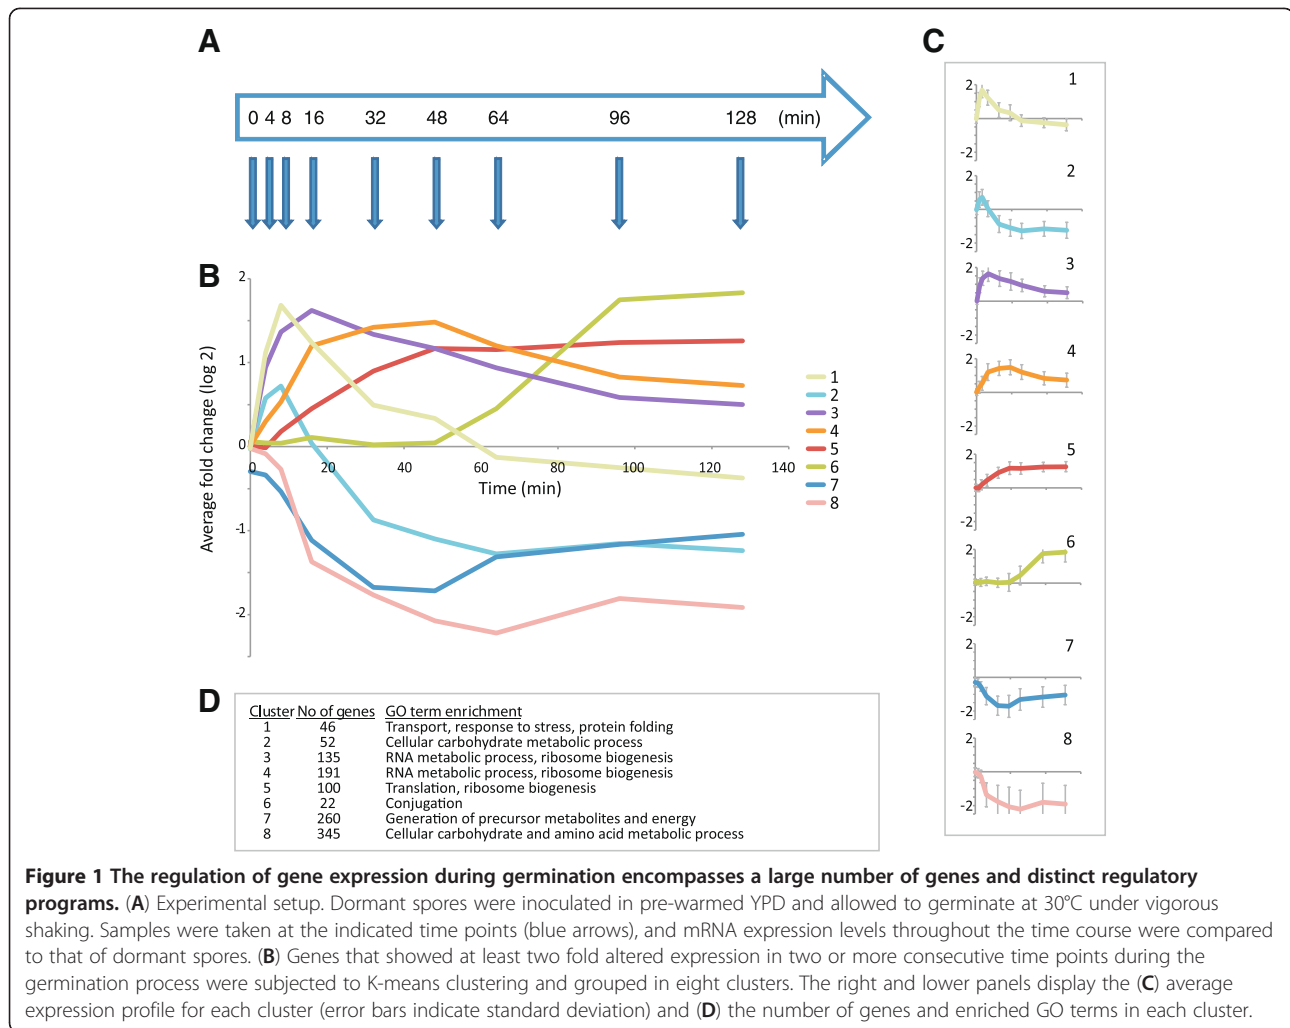 A
0 4 8 16 32 48 64 96 128 (min)
B
Average fold change (log 2)
2
1
0
-1
-2
0 20 40 60 80 100 120 140
Time (min)
1
2
3
4
5
6
7
8
C
1
2
-2
2
2
-2
3
2
-2
4
2
-2
5
2
-2
6
2
-2
7
2
-2
8
2
-2
D
Cluster No of genes GO term enrichment
1 46 Transport, response to stress, protein folding
2 52 Cellular carbohydrate metabolic process
3 135 RNA metabolic process, ribosome biogenesis
4 191 RNA metabolic process, ribosome biogenesis
5 100 Translation, ribosome biogenesis
6 22 Conjugation
7 260 Generation of precursor metabolites and energy
8 345 Cellular carbohydrate and amino acid metabolic process
Figure 1 The regulation of gene expression during germination encompasses a large number of genes and distinct regulatory
programs. (A) Experimental setup. Dormant spores were inoculated in pre-warmed YPD and allowed to germinate at 30°C under vigorous
shaking. Samples were taken at the indicated time points (blue arrows), and mRNA expression levels throughout the time course were compared
to that of dormant spores. (B) Genes that showed at least two fold altered expression in two or more consecutive time points during the
germination process were subjected to K-means clustering and grouped in eight clusters. The right and lower panels display the (C) average
expression profile for each cluster (error bars indicate standard deviation) and (D) the number of genes and enriched GO terms in each cluster.